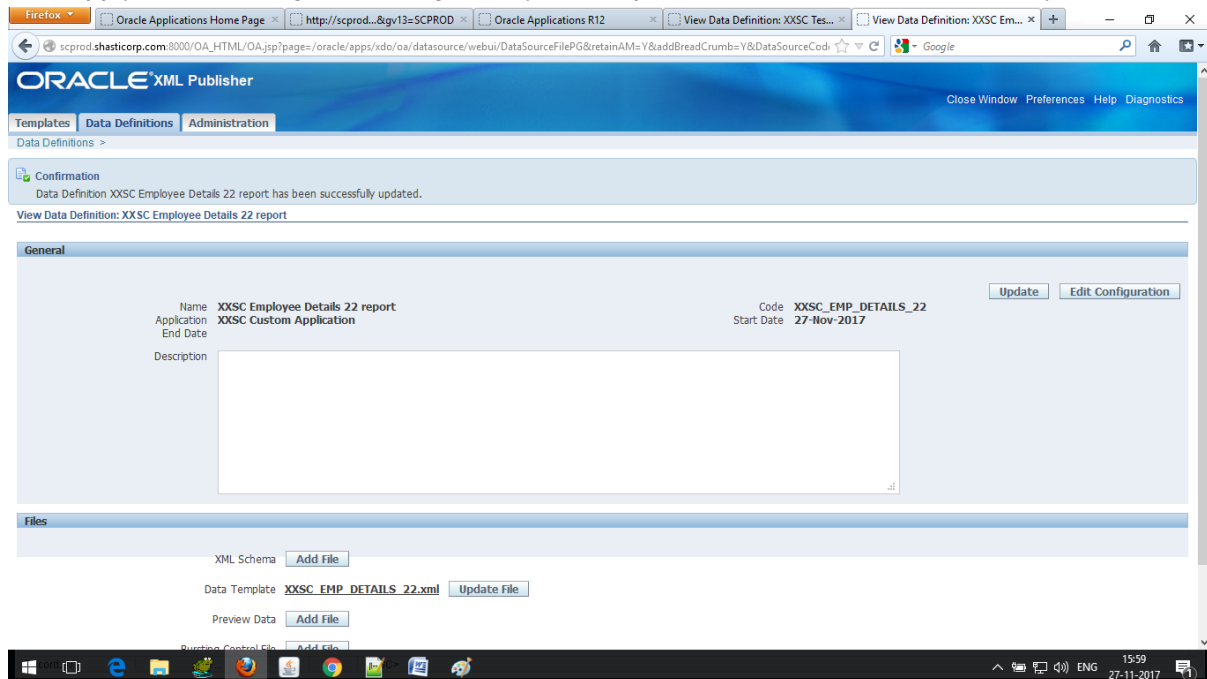 Firefox
Oracle Applications Home Page ×
http://scprod...&gv13=SCPROD ×
Oracle Applications R12 ×
View Data Definition: XXSC Tes... ×
View Data Definition: XXSC Em... ×
scprod.shasticorp.com:8000/OA_HTML/OA.jsp?page=/oracle/apps/xdo/oa/datasource/webui/DataSourceFilePG&retainAM=Y&addBreadCrumb=Y&DataSourceCod
Google
ORACLE XML Publisher
Close Window Preferences Help Diagnostics
Templates Data Definitions Administration
Data Definitions >
Confirmation
Data Definition XXSC Employee Details 22 report has been successfully updated.
View Data Definition: XXSC Employee Details 22 report
General
Update Edit Configuration
Name XXSC Employee Details 22 report Code XXSC_EMP_DETAILS_22
Application XXSC Custom Application Start Date 27-Nov-2017
End Date
Description
Files
XML Schema Add File
Data Template XXSC_EMP_DETAILS_22.xml Update File
Preview Data Add File
Bursting Control File Add File
ENG 15:59
27-11-2017